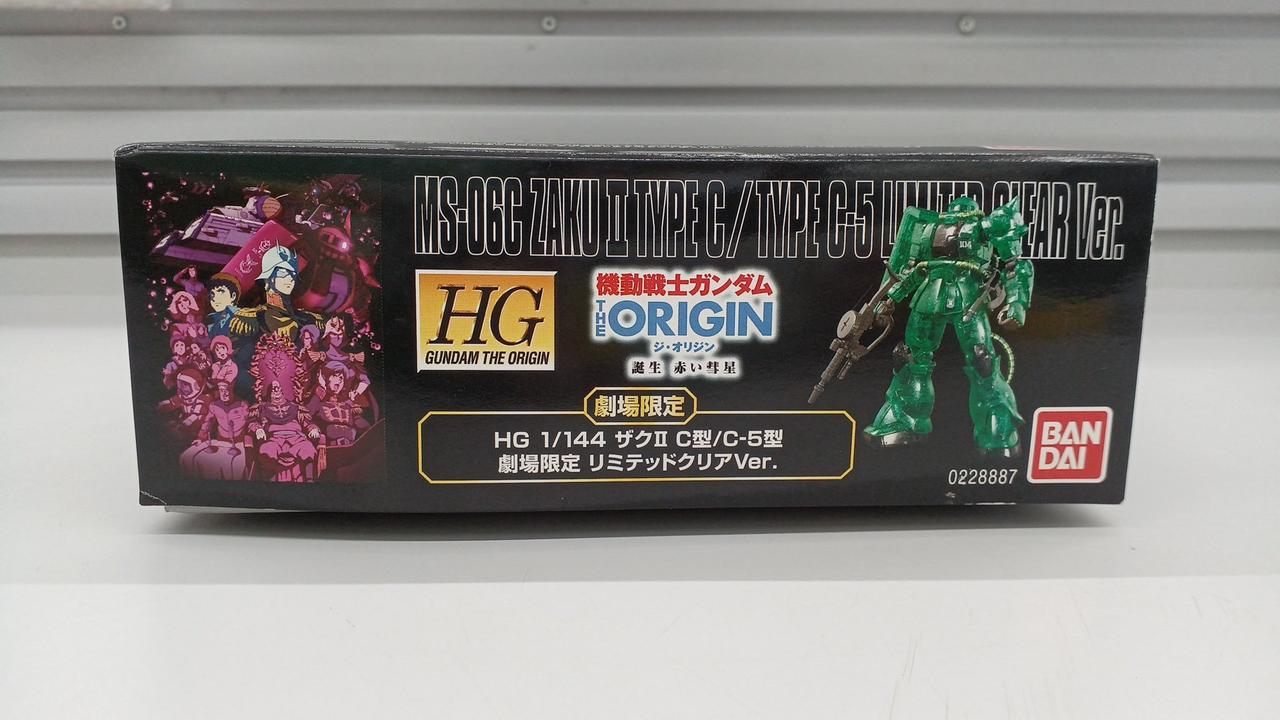 MS-06C ZAKU II TYPE C / TYPE C-5 LIMITED CLEAR Ver.
HG
GUNDAM THE ORIGIN
機動戦士ガンダム
THE ORIGIN
ジ・オリジン
誕生 赤い彗星
劇場限定
HG 1/144 ザクII C型/C-5型
劇場限定 リミテッドクリアVer.
0228887
BAN
DAI